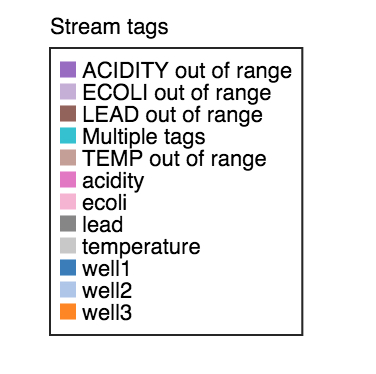 Stream tags
ACIDITY out of range
ECOLI out of range
LEAD out of range
Multiple tags
TEMP out of range
acidity
ecoli
lead
temperature
well1
well2
well3